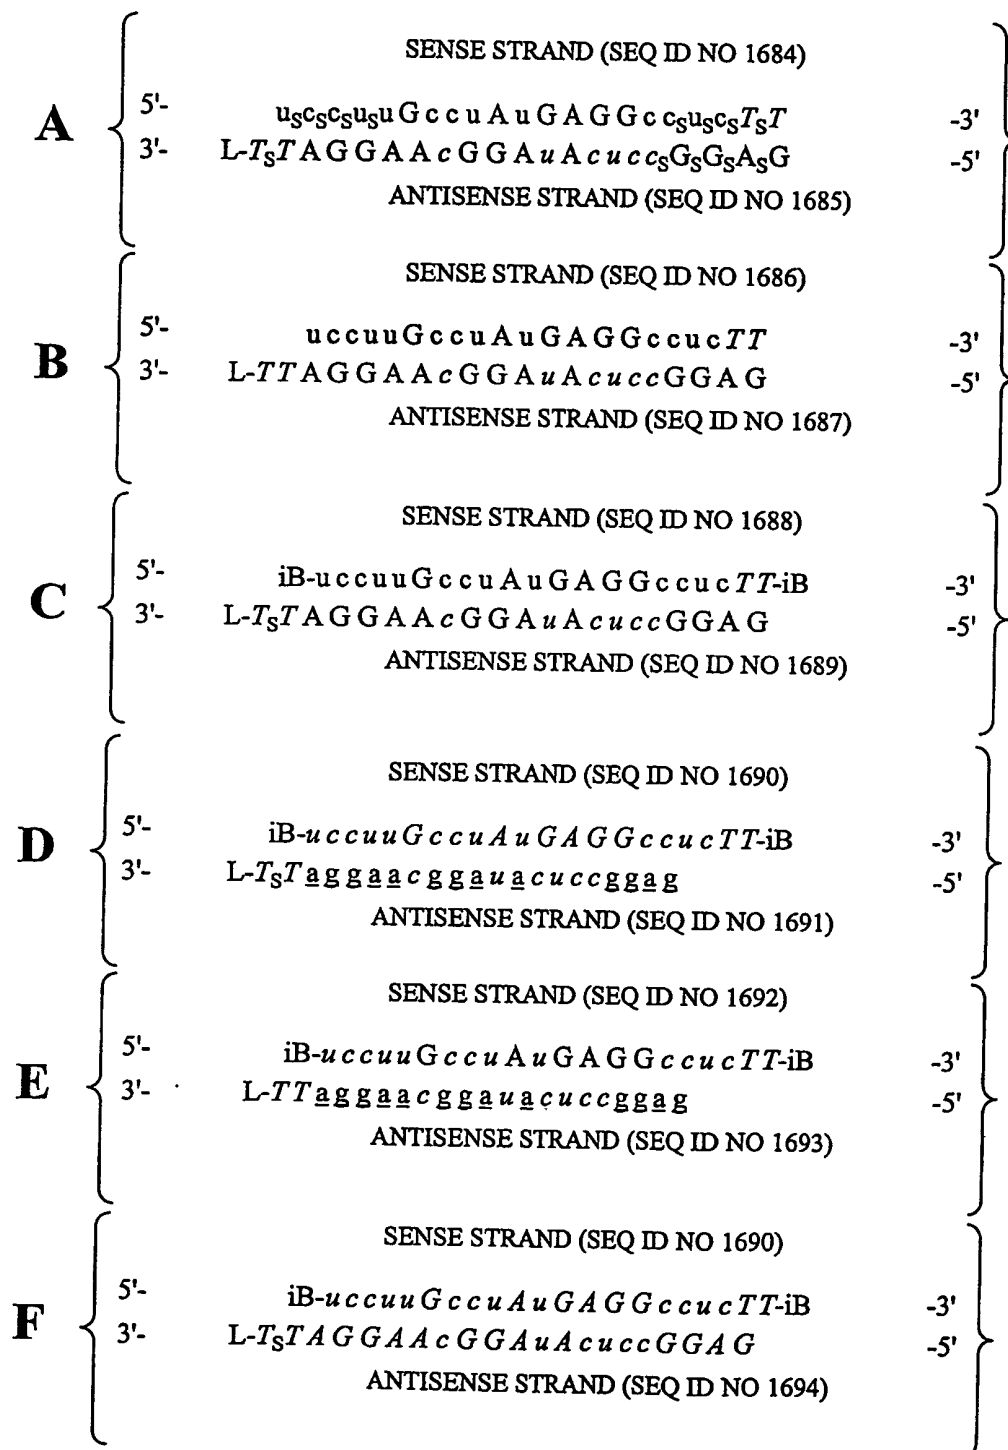 SENSE STRAND (SEQ ID NO 1684)
A
5'- uScScSuSuGccuAuGAGGccSuScSTST -3'
3'- L-TSTAGGAAcGGAuAcuccSGSGSASG -5'
ANTISENSE STRAND (SEQ ID NO 1685)
SENSE STRAND (SEQ ID NO 1686)
B
5'- uccuuGccuAuGAGGccucTT -3'
3'- L-TTAGGAAcGGAuAcuccGGAG -5'
ANTISENSE STRAND (SEQ ID NO 1687)
SENSE STRAND (SEQ ID NO 1688)
C
5'- iB-uccuuGccuAuGAGGccucTT-iB -3'
3'- L-TSTAGGAAcGGAuAcuccGGAG -5'
ANTISENSE STRAND (SEQ ID NO 1689)
SENSE STRAND (SEQ ID NO 1690)
D
5'- iB-uccuuGccuAuGAGGccucTT-iB -3'
3'- L-TSTaggaacggauacuccggag -5'
ANTISENSE STRAND (SEQ ID NO 1691)
SENSE STRAND (SEQ ID NO 1692)
E
5'- iB-uccuuGccuAuGAGGccucTT-iB -3'
3'- L-TTaggaacggauacuccggag -5'
ANTISENSE STRAND (SEQ ID NO 1693)
SENSE STRAND (SEQ ID NO 1690)
F
5'- iB-uccuuGccuAuGAGGccucTT-iB -3'
3'- L-TSTAGGAAcGGAuAcuccGGAG -5'
ANTISENSE STRAND (SEQ ID NO 1694)